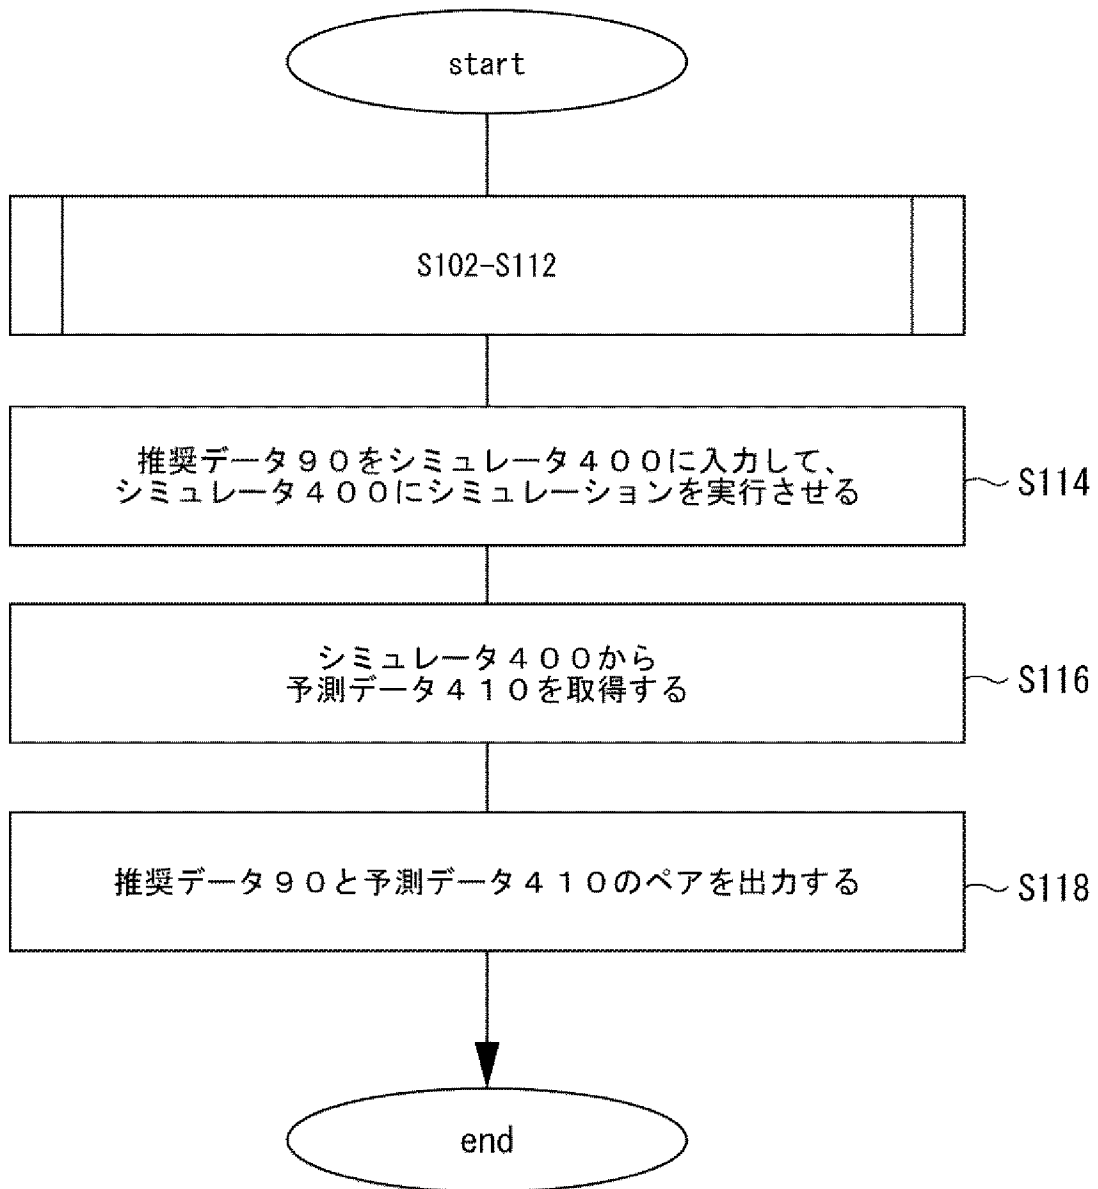 start
S102-S112
推奨データ９０をシミュレータ４００に入力して、
シミュレータ４００にシミュレーションを実行させる
S114
シミュレータ４００から
予測データ４１０を取得する
S116
推奨データ９０と予測データ４１０のペアを出力する
S118
end